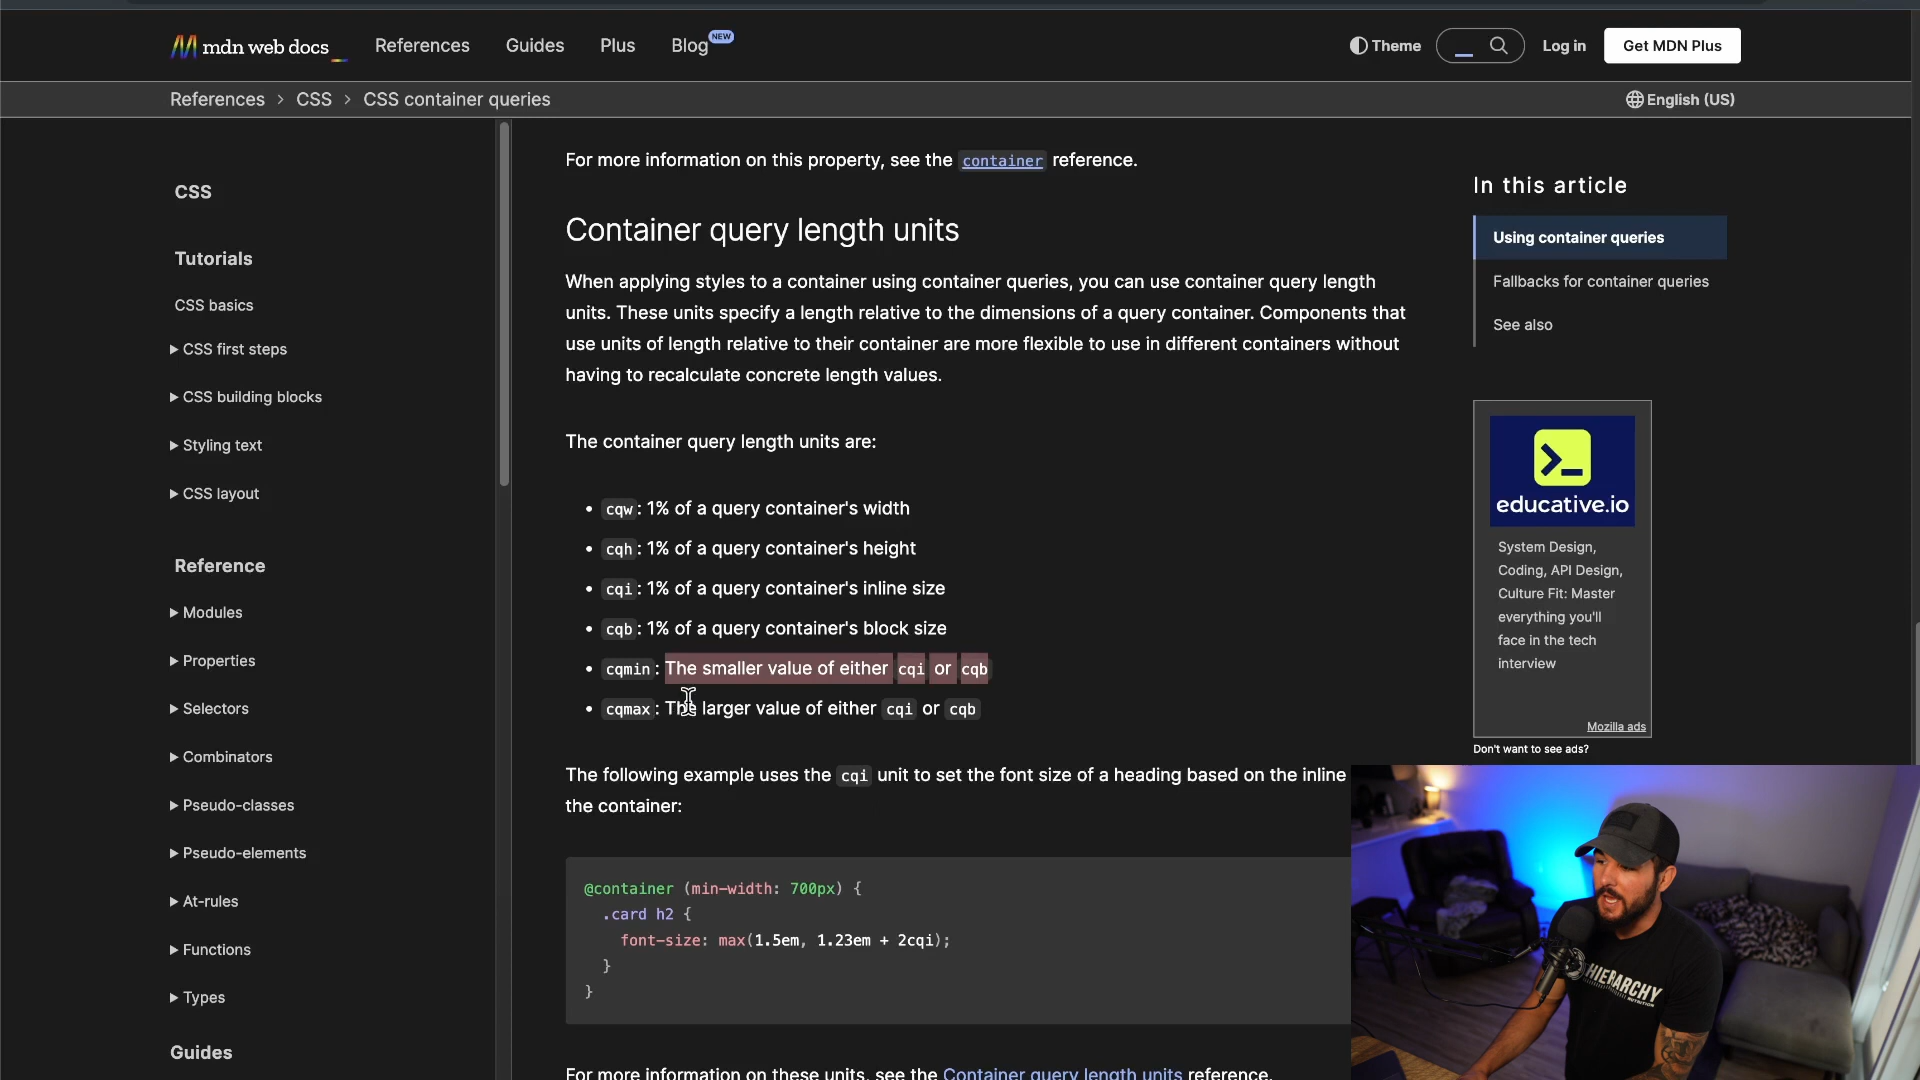 mdn web docs
References
Guides
Plus
Blog NEW
Theme
Log in
Get MDN Plus
References > CSS > CSS container queries
English (US)
CSS
Tutorials
CSS basics
CSS first steps
CSS building blocks
Styling text
CSS layout
Reference
Modules
Properties
Selectors
Combinators
Pseudo-classes
Pseudo-elements
At-rules
Functions
Types
Guides
For more information on this property, see the container reference.
Container query length units
When applying styles to a container using container queries, you can use container query length
units. These units specify a length relative to the dimensions of a query container. Components that
use units of length relative to their container are more flexible to use in different containers without
having to recalculate concrete length values.
The container query length units are:
• cqw: 1% of a query container's width
• cqh: 1% of a query container's height
• cqi: 1% of a query container's inline size
• cqb: 1% of a query container's block size
• cqmin: The smaller value of either cqi or cqb
• cqmax: The larger value of either cqi or cqb
The following example uses the cqi unit to set the font size of a heading based on the inline
the container:
@container (min-width: 700px) {
.card h2 {
font-size: max(1.5em, 1.23em + 2cqi);
}
}
For more information on these units, see the Container query length units reference.
In this article
Using container queries
Fallbacks for container queries
See also
educative.io
System Design,
Coding, API Design,
Culture Fit: Master
everything you'll
face in the tech
interview
Mozilla ads
Don't want to see ads?
HIERARCHY